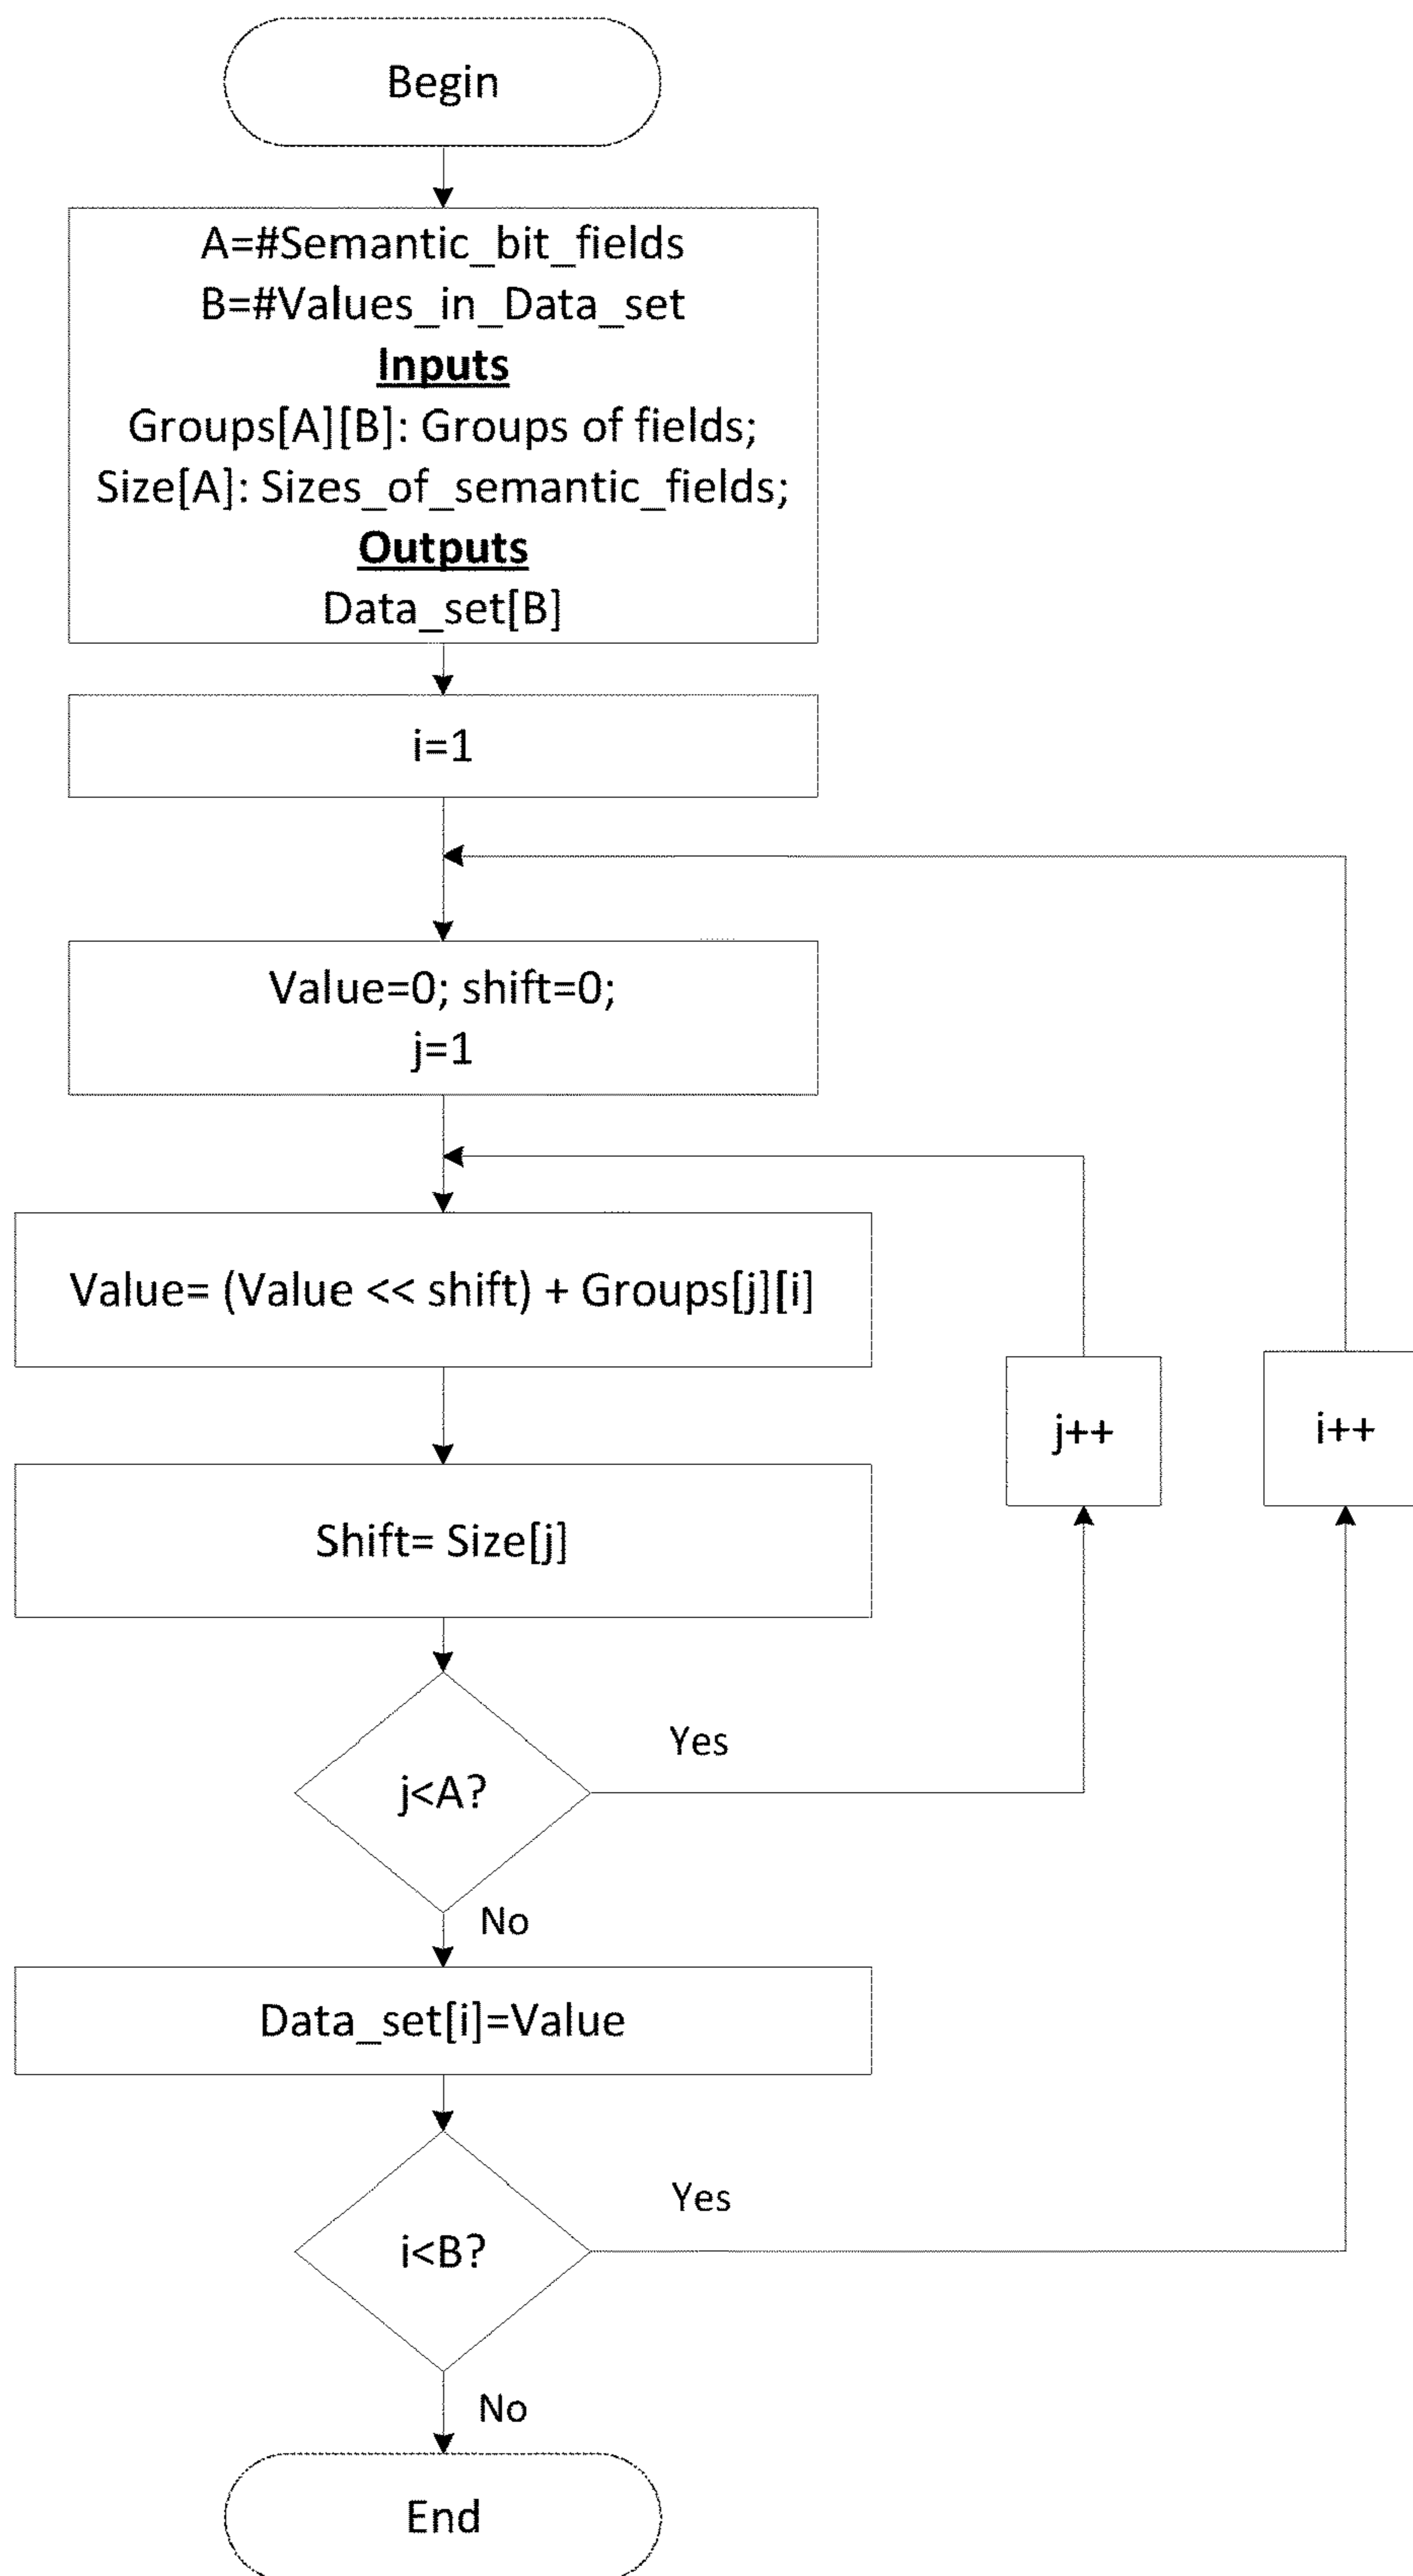 Begin
A=#Semantic_bit_fields
B=#Values_in_Data_set
Inputs
Groups[A][B]: Groups of fields;
Size[A]: Sizes_of_semantic_fields;
Outputs
Data_set[B]
i=1
Value=0; shift=0;
j=1
Value= (Value << shift) + Groups[j][i]
j++
i++
Shift= Size[j]
Yes
j<A?
No
Data_set[i]=Value
Yes
i<B?
No
End